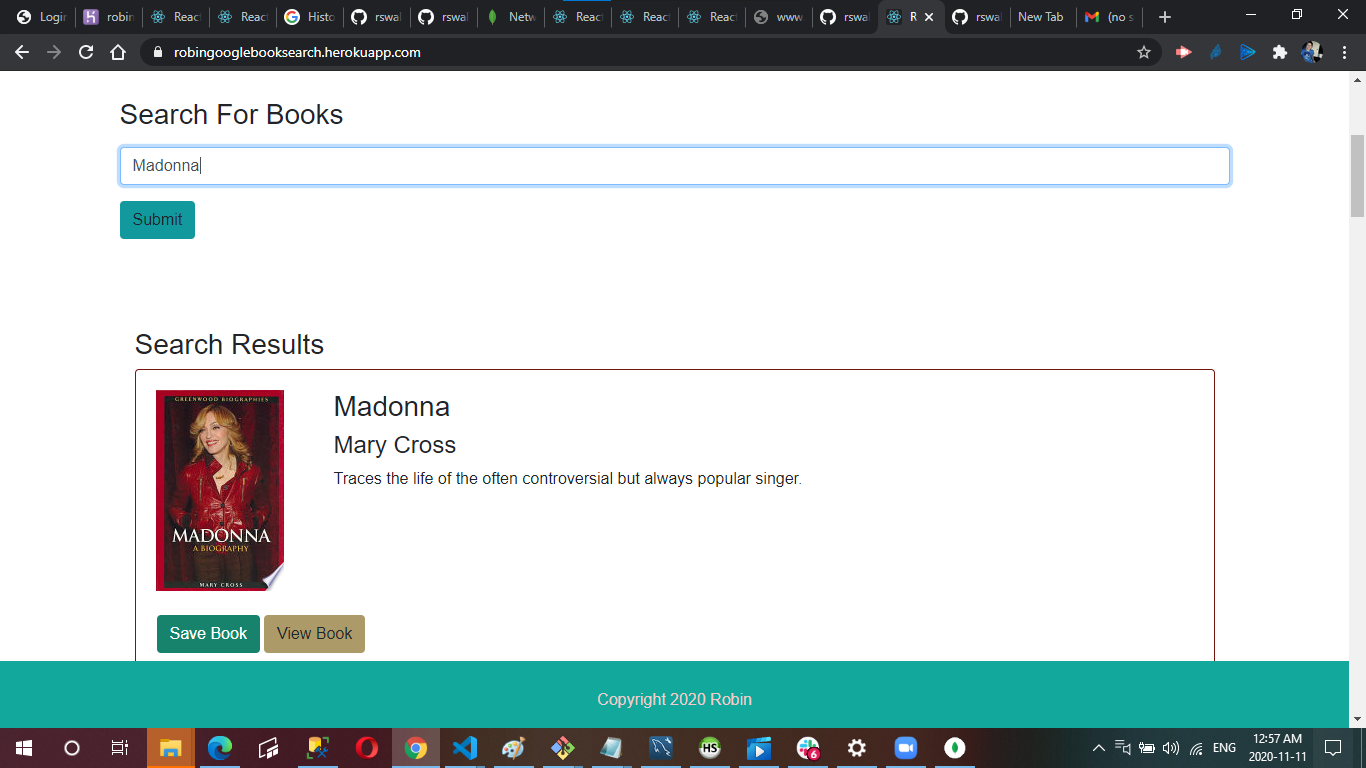 Login
robin
React
React
Histo
rswal
rswal
Netw
React
React
React
www
rswal
R
rswal
New Tab
(no s
robingooglebooksearch.herokuapp.com
Search For Books
Madonna
Submit
Search Results
GREENWOOD BIOGRAPHIES
MADONNA
A BIOGRAPHY
MARY CROSS
Madonna
Mary Cross
Traces the life of the often controversial but always popular singer.
Save Book
View Book
Copyright 2020 Robin
HS
6
ENG
12:57 AM
2020-11-11